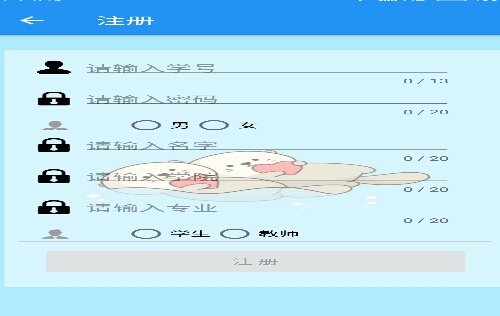 注册
请输入学号
0 / 13
请输入密码
0 / 20
男 女
请输入名字
0 / 20
请输入学院
0 / 20
请输入专业
0 / 20
学生 教师
注册